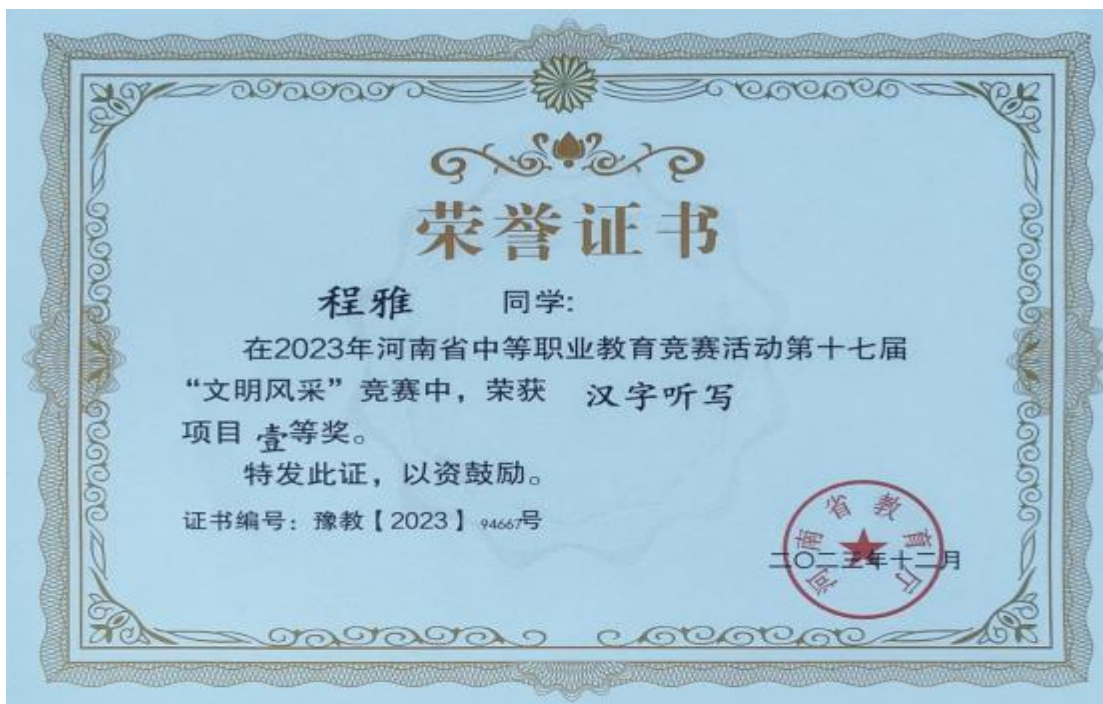 荣誉证书
程雅 同学:
在2023年河南省中等职业教育竞赛活动第十七届
“文明风采”竞赛中，荣获 汉字听写
项目 壹等奖。
特发此证，以资鼓励。
证书编号：豫教【2023】94667号
河南省教育厅
二〇二三年十二月